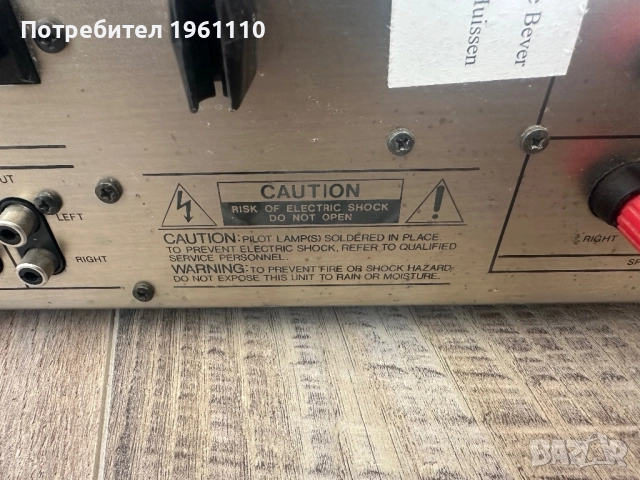 Потребител 1961110
e Bever
Huissen
CAUTION
RISK OF ELECTRIC SHOCK
DO NOT OPEN
CAUTION: PILOT LAMP(S) SOLDERED IN PLACE
TO PREVENT ELECTRIC SHOCK, REFER TO QUALIFIED
SERVICE PERSONNEL.
WARNING: TO PREVENT FIRE OR SHOCK HAZARD,
DO NOT EXPOSE THIS UNIT TO RAIN OR MOISTURE.
UT
LEFT
RIGHT
RIGHT
SP
BAZAR